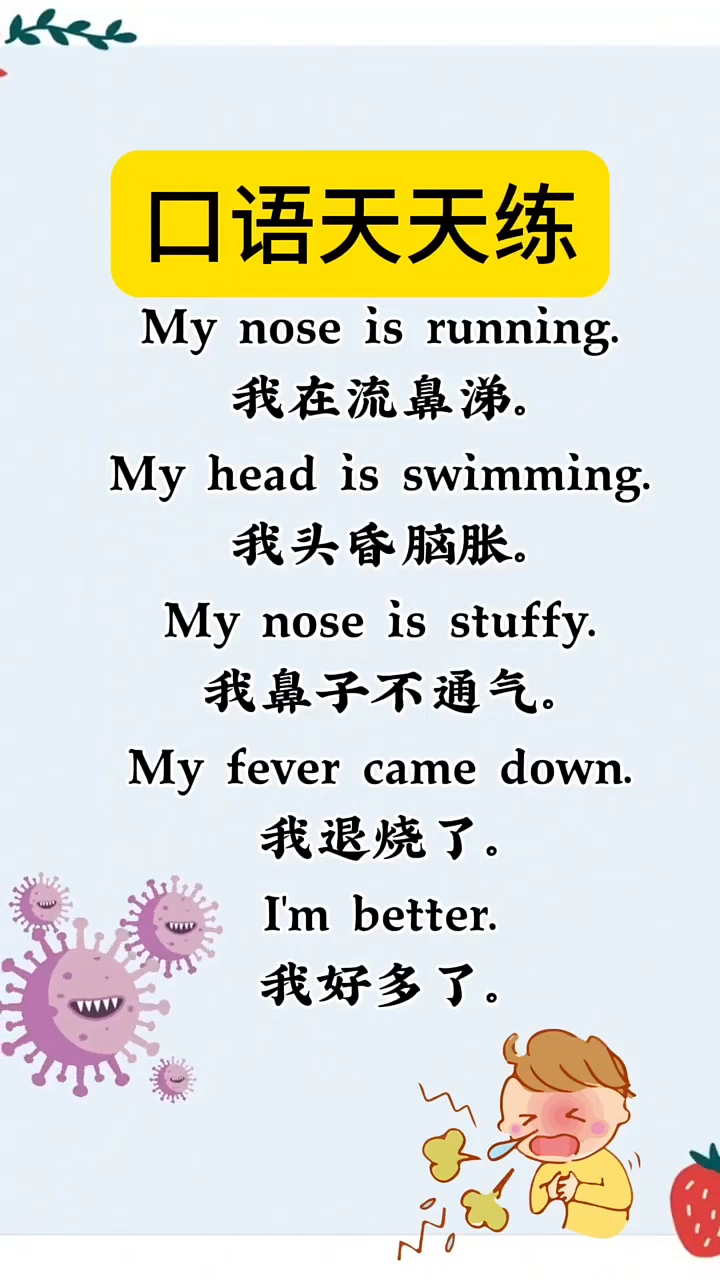 口语天天练
My nose is running.
我在流鼻涕。
My head is swimming.
我头昏脑胀。
My nose is stuffy.
我鼻子不通气。
My fever came down.
我退烧了。
I'm better.
我好多了。